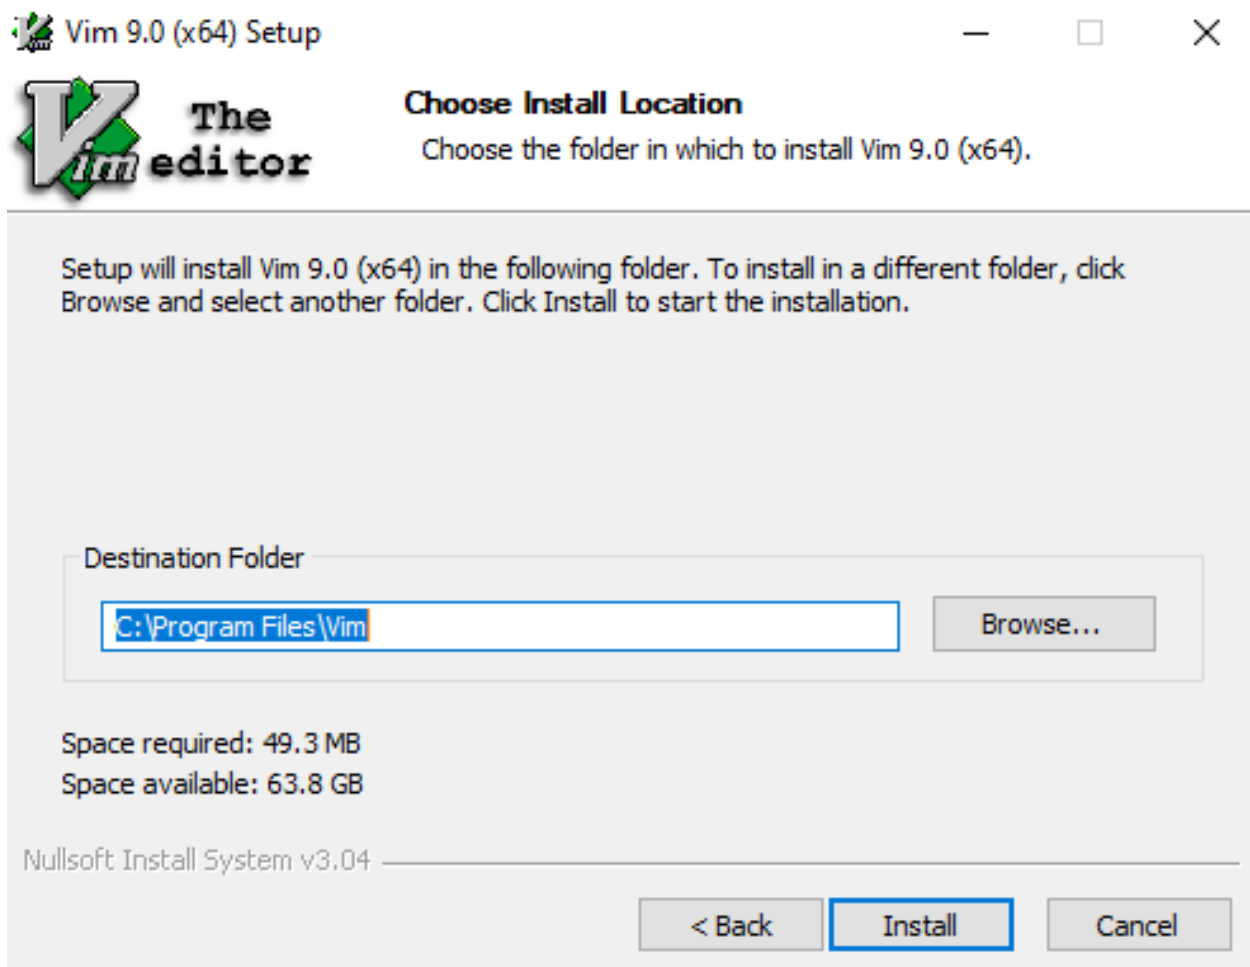 Vim 9.0 (x64) Setup
Vim The editor
Choose Install Location
Choose the folder in which to install Vim 9.0 (x64).
Setup will install Vim 9.0 (x64) in the following folder. To install in a different folder, click
Browse and select another folder. Click Install to start the installation.
Destination Folder
C:\Program Files\Vim
Browse...
Space required: 49.3 MB
Space available: 63.8 GB
Nullsoft Install System v3.04
< Back
Install
Cancel